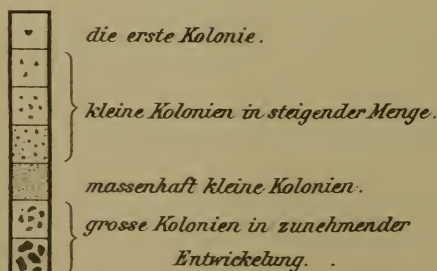 die erste Kolonie.
kleine Kolonien in steigender Menge.
massenhaft kleine Kolonien.
grosse Kolonien in zunehmender
Entwickelung.